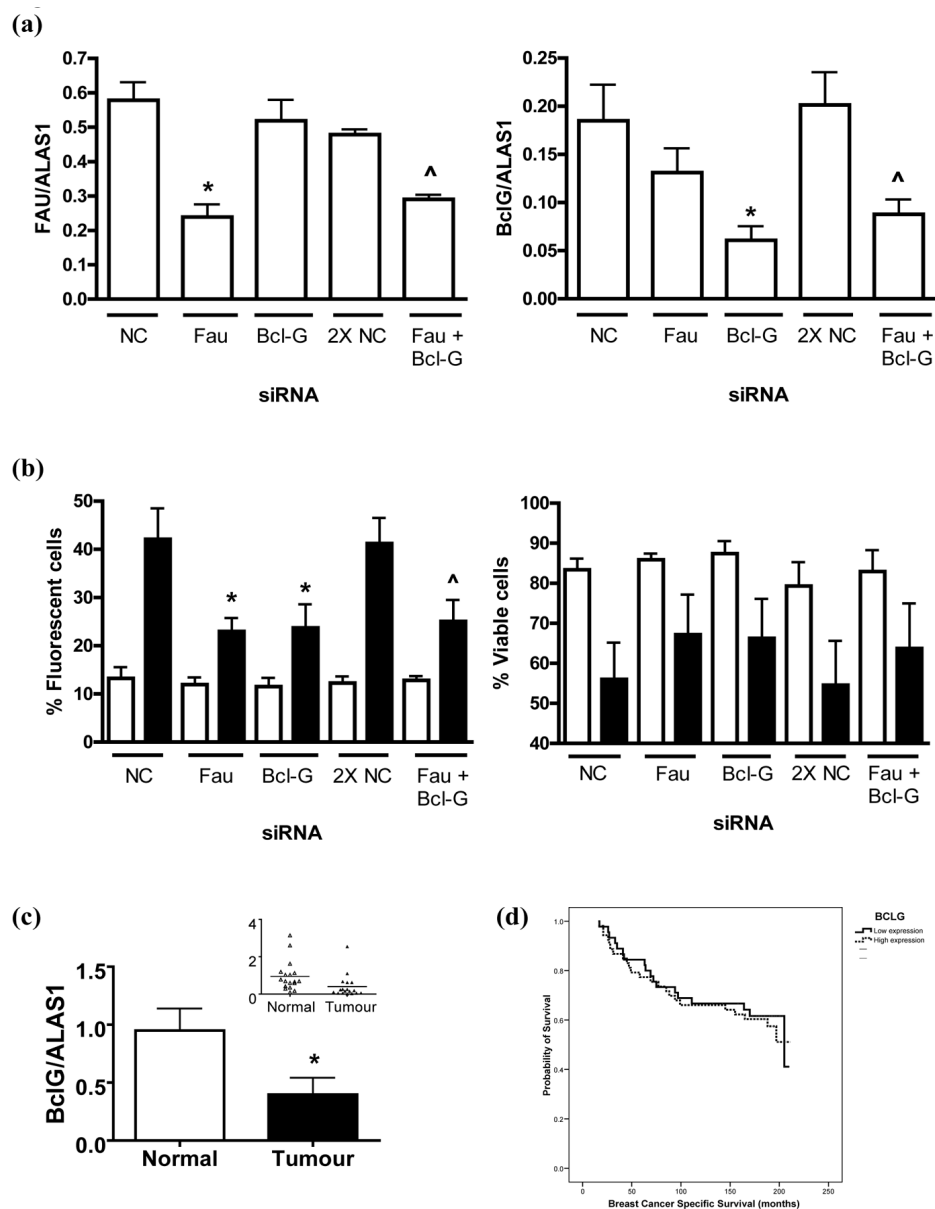 (a)
FAU/ALAS1
0.7
0.6
0.5
0.4
0.3
0.2
0.1
0.0
*
^
NC Fau Bcl-G 2X NC Fau +
Bcl-G
siRNA
BclG/ALAS1
0.25
0.20
0.15
0.10
0.05
0.00
*
^
NC Fau Bcl-G 2X NC Fau +
Bcl-G
siRNA
(b)
% Fluorescent cells
50
40
30
20
10
0
* * ^
NC Fau Bcl-G 2X NC Fau +
Bcl-G
siRNA
% Viable cells
100
90
80
70
60
50
40
NC Fau Bcl-G 2X NC Fau +
Bcl-G
siRNA
(c)
BclG/ALAS1
1.5
1.0
0.5
0.0
4
2
0
Normal Tumour
*
Normal Tumour
(d)
BCLG
Low expression
High expression
Probability of Survival
1.0
0.8
0.6
0.4
0.2
0.0
0 50 100 150 200 250
Breast Cancer Specific Survival (months)